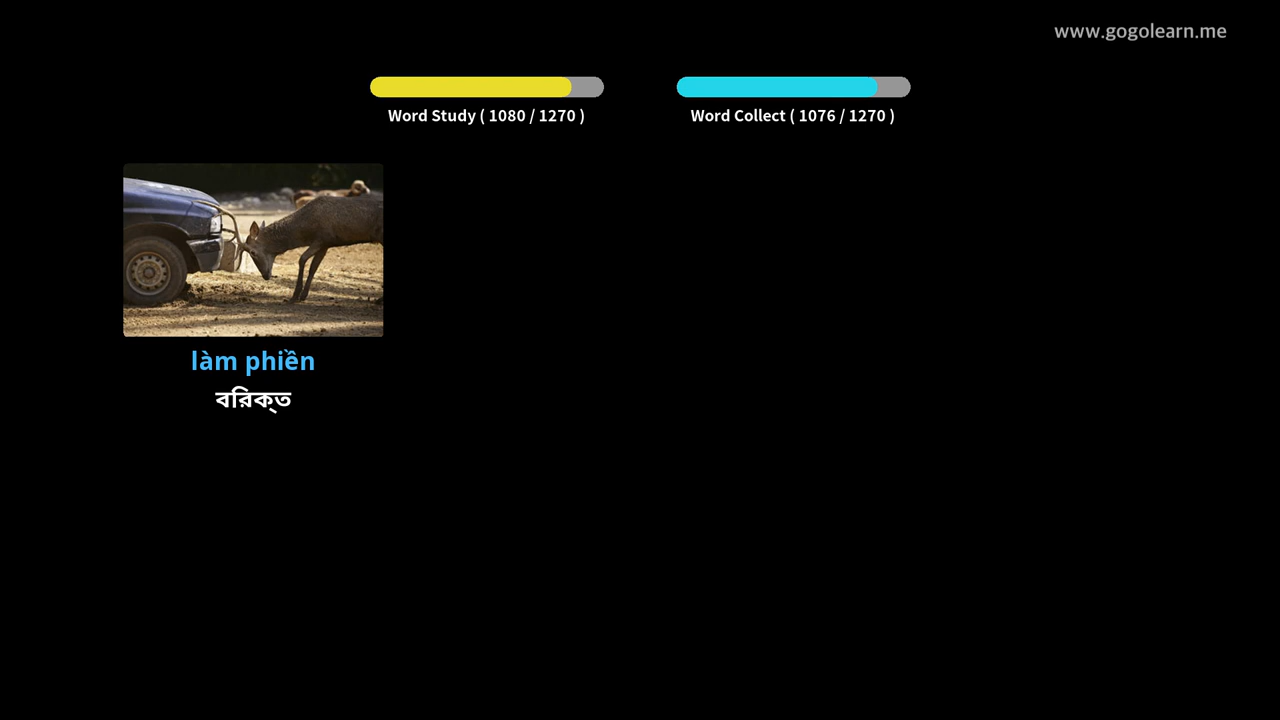 www.gogolearn.me
Word Study ( 1080 / 1270 )
Word Collect ( 1076 / 1270 )
làm phiền
বরিক্‌ত